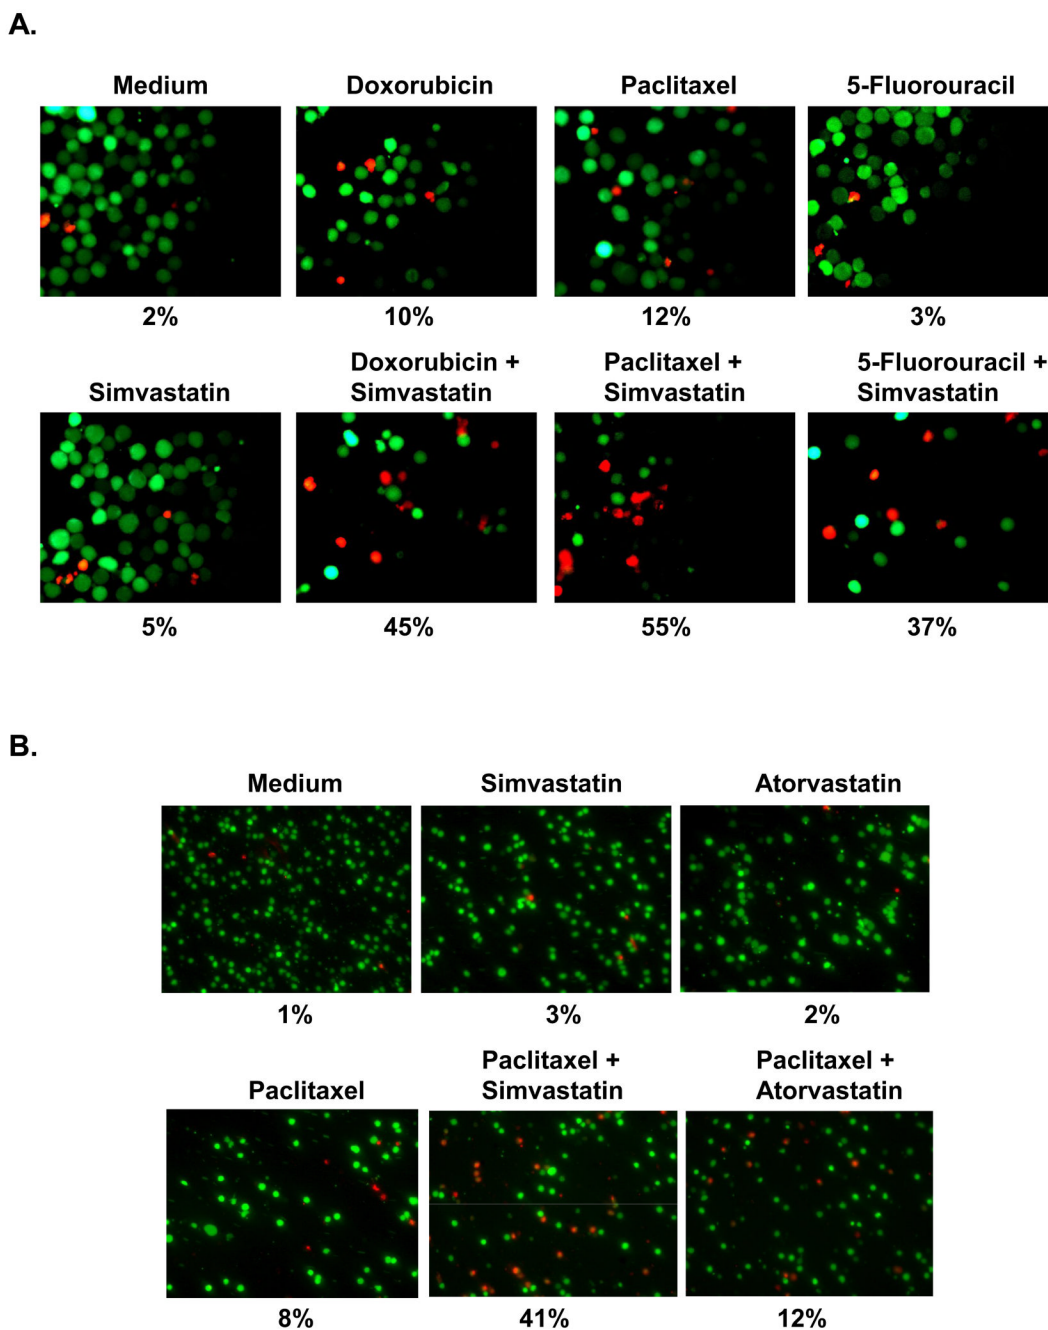 A.
Medium
Doxorubicin
Paclitaxel
5-Fluorouracil
2%
10%
12%
3%
Simvastatin
Doxorubicin +
Simvastatin
Paclitaxel +
Simvastatin
5-Fluorouracil +
Simvastatin
5%
45%
55%
37%
B.
Medium
Simvastatin
Atorvastatin
1%
3%
2%
Paclitaxel
Paclitaxel +
Simvastatin
Paclitaxel +
Atorvastatin
8%
41%
12%